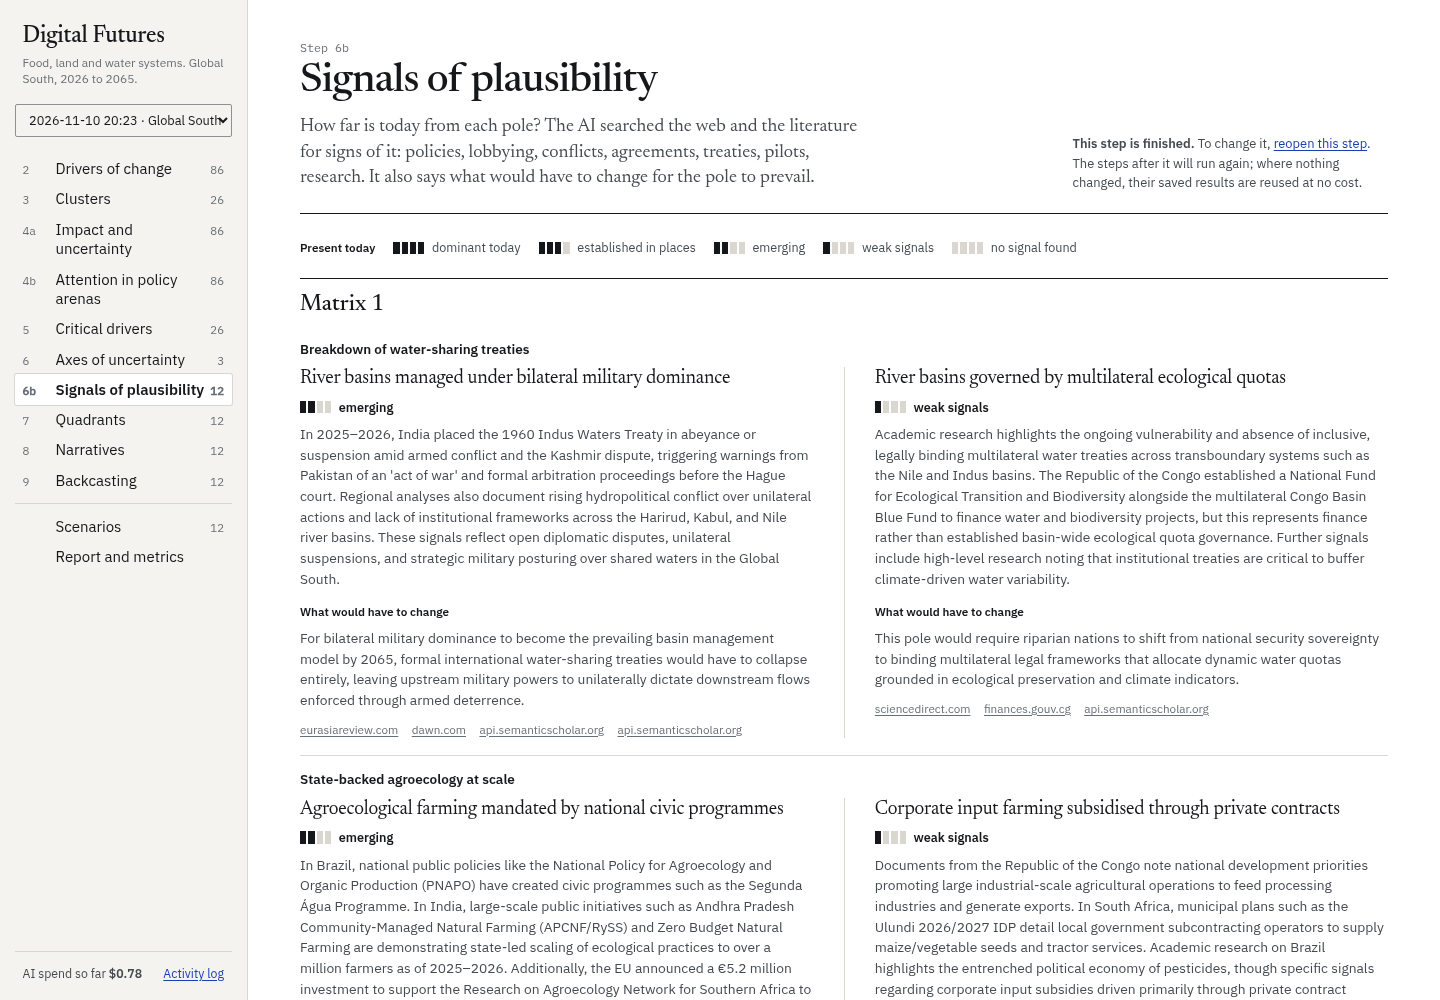 Digital Futures
Food, land and water systems. Global
South, 2026 to 2065.
2026-11-10 20:23 · Global South
2 Drivers of change 86
3 Clusters 26
4a Impact and 86
uncertainty
4b Attention in policy 86
arenas
5 Critical drivers 26
6 Axes of uncertainty 3
6b Signals of plausibility 12
7 Quadrants 12
8 Narratives 12
9 Backcasting 12
Scenarios 12
Report and metrics
AI spend so far $0.78 Activity log
Step 6b
Signals of plausibility
How far is today from each pole? The AI searched the web and the literature
for signs of it: policies, lobbying, conflicts, agreements, treaties, pilots,
research. It also says what would have to change for the pole to prevail.
This step is finished. To change it, reopen this step.
The steps after it will run again; where nothing
changed, their saved results are reused at no cost.
Present today dominant today established in places emerging weak signals no signal found
Matrix 1
Breakdown of water-sharing treaties
River basins managed under bilateral military dominance
emerging
In 2025–2026, India placed the 1960 Indus Waters Treaty in abeyance or
suspension amid armed conflict and the Kashmir dispute, triggering warnings from
Pakistan of an 'act of war' and formal arbitration proceedings before the Hague
court. Regional analyses also document rising hydropolitical conflict over unilateral
actions and lack of institutional frameworks across the Harirud, Kabul, and Nile
river basins. These signals reflect open diplomatic disputes, unilateral
suspensions, and strategic military posturing over shared waters in the Global
South.
What would have to change
For bilateral military dominance to become the prevailing basin management
model by 2065, formal international water-sharing treaties would have to collapse
entirely, leaving upstream military powers to unilaterally dictate downstream flows
enforced through armed deterrence.
eurasiareview.com dawn.com api.semanticscholar.org api.semanticscholar.org
River basins governed by multilateral ecological quotas
weak signals
Academic research highlights the ongoing vulnerability and absence of inclusive,
legally binding multilateral water treaties across transboundary systems such as
the Nile and Indus basins. The Republic of the Congo established a National Fund
for Ecological Transition and Biodiversity alongside the multilateral Congo Basin
Blue Fund to finance water and biodiversity projects, but this represents finance
rather than established basin-wide ecological quota governance. Further signals
include high-level research noting that institutional treaties are critical to buffer
climate-driven water variability.
What would have to change
This pole would require riparian nations to shift from national security sovereignty
to binding multilateral legal frameworks that allocate dynamic water quotas
grounded in ecological preservation and climate indicators.
sciencedirect.com finances.gouv.cg api.semanticscholar.org
State-backed agroecology at scale
Agroecological farming mandated by national civic programmes
emerging
In Brazil, national public policies like the National Policy for Agroecology and
Organic Production (PNAPO) have created civic programmes such as the Segunda
Água Programme. In India, large-scale public initiatives such as Andhra Pradesh
Community-Managed Natural Farming (APCNF/RySS) and Zero Budget Natural
Farming are demonstrating state-led scaling of ecological practices to over a
million farmers as of 2025–2026. Additionally, the EU announced a €5.2 million
investment to support the Research on Agroecology Network for Southern Africa to
Corporate input farming subsidised through private contracts
weak signals
Documents from the Republic of the Congo note national development priorities
promoting large industrial-scale agricultural operations to feed processing
industries and generate exports. In South Africa, municipal plans such as the
Ulundi 2026/2027 IDP detail local government subcontracting operators to supply
maize/vegetable seeds and tractor services. Academic research on Brazil
highlights the entrenched political economy of pesticides, though specific signals
regarding corporate input subsidies driven primarily through private contract